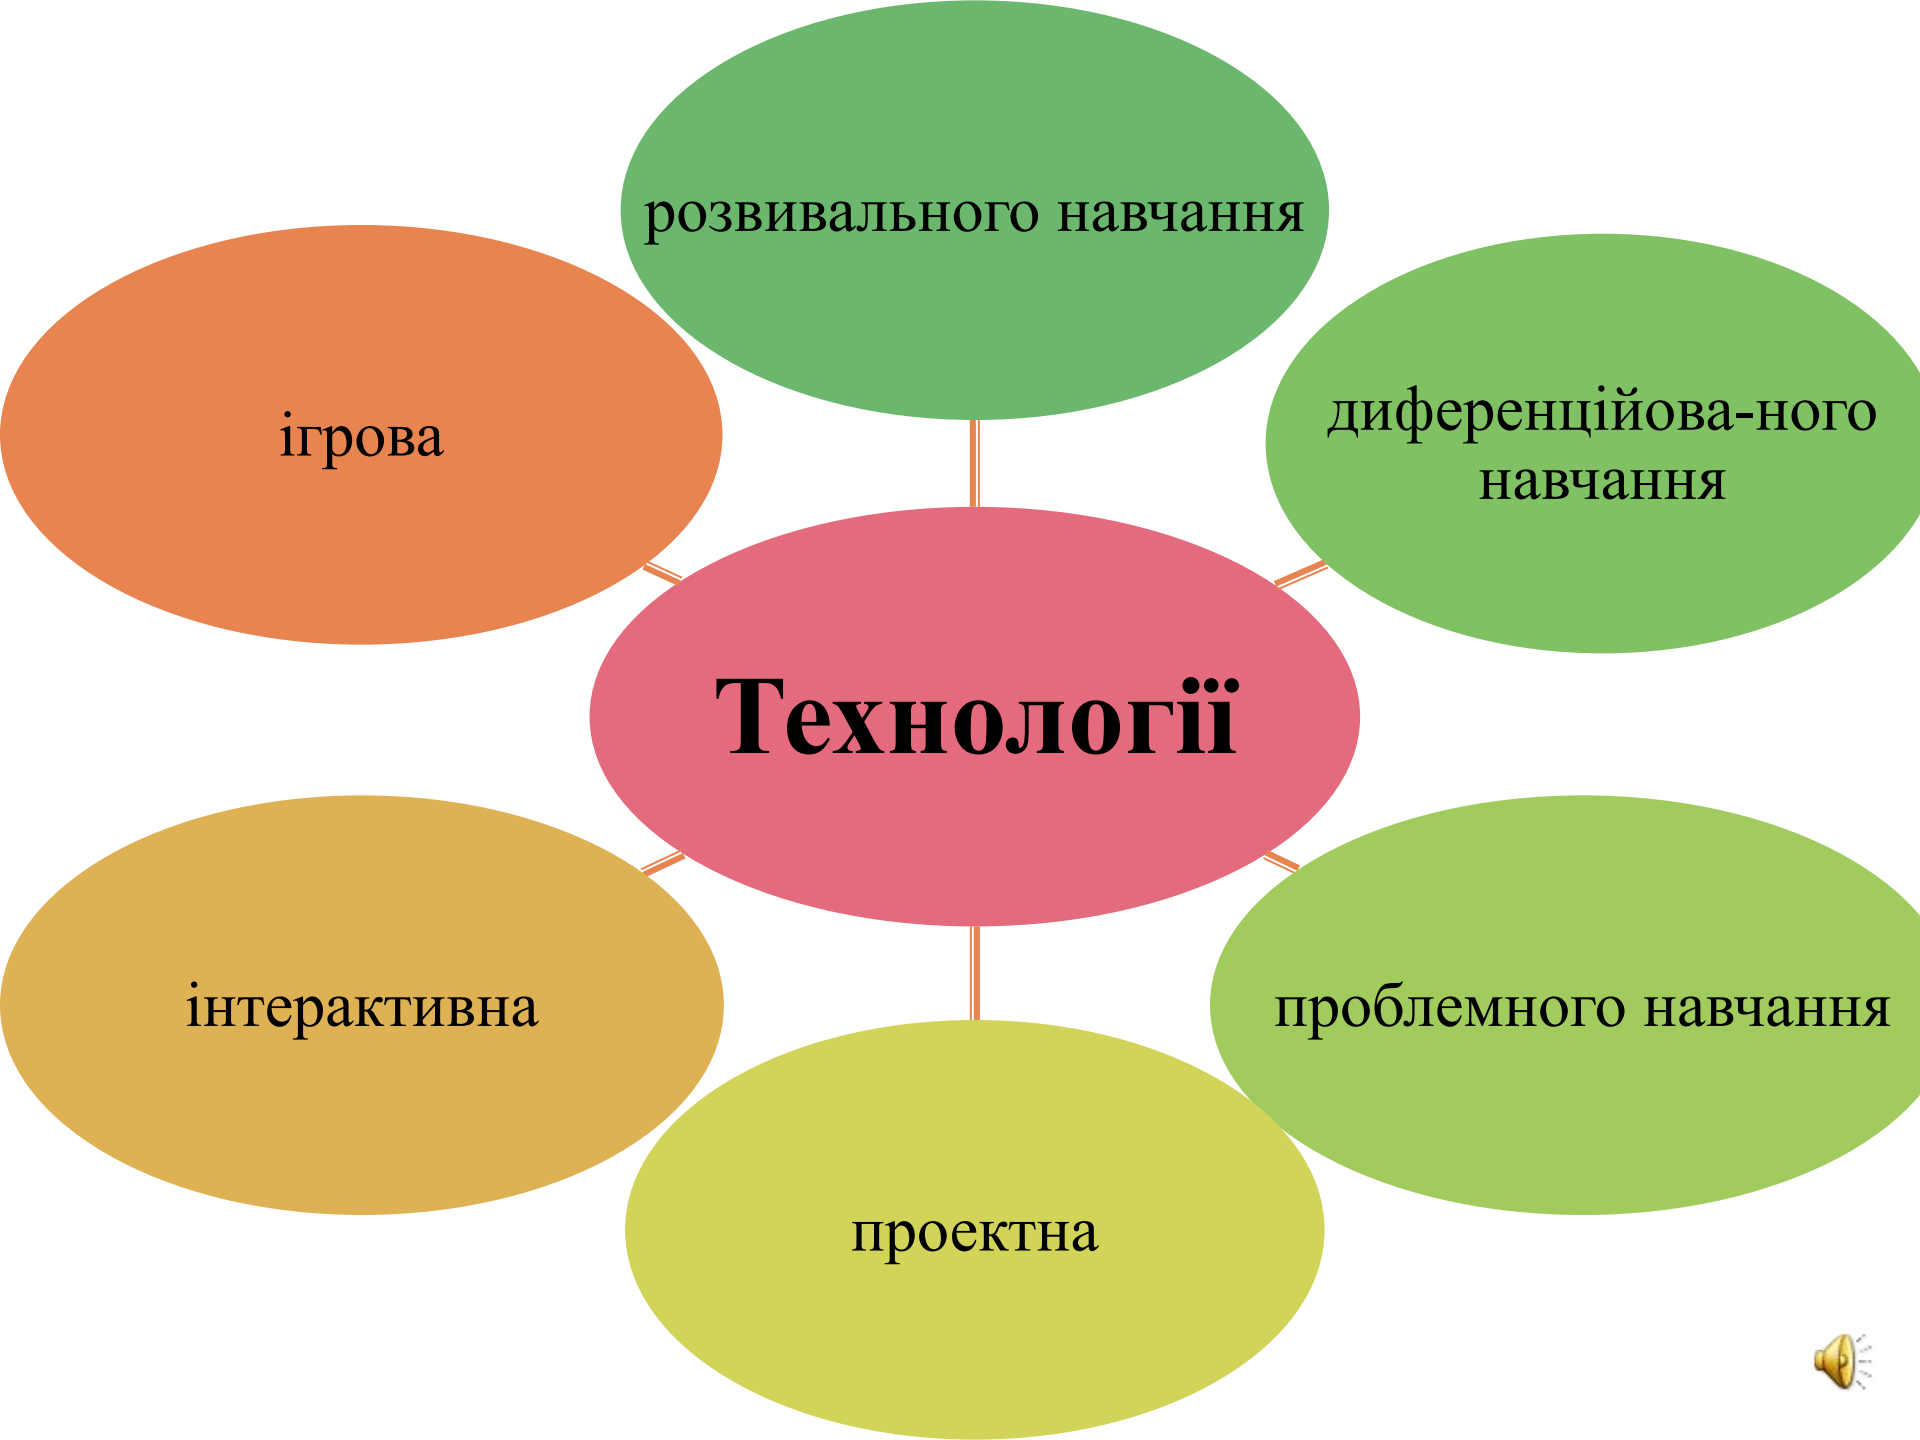 розвивального навчання
ігрова
диференційова-ного
навчання
Технології
інтерактивна
проблемного навчання
проектна